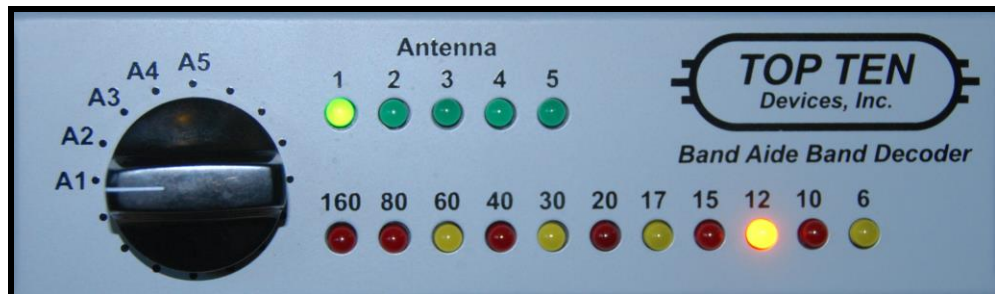 A1
A2
A3
A4
A5
Antenna
1 2 3 4 5
TOP TEN
Devices, Inc.
Band Aide Band Decoder
160 80 60 40 30 20 17 15 12 10 6